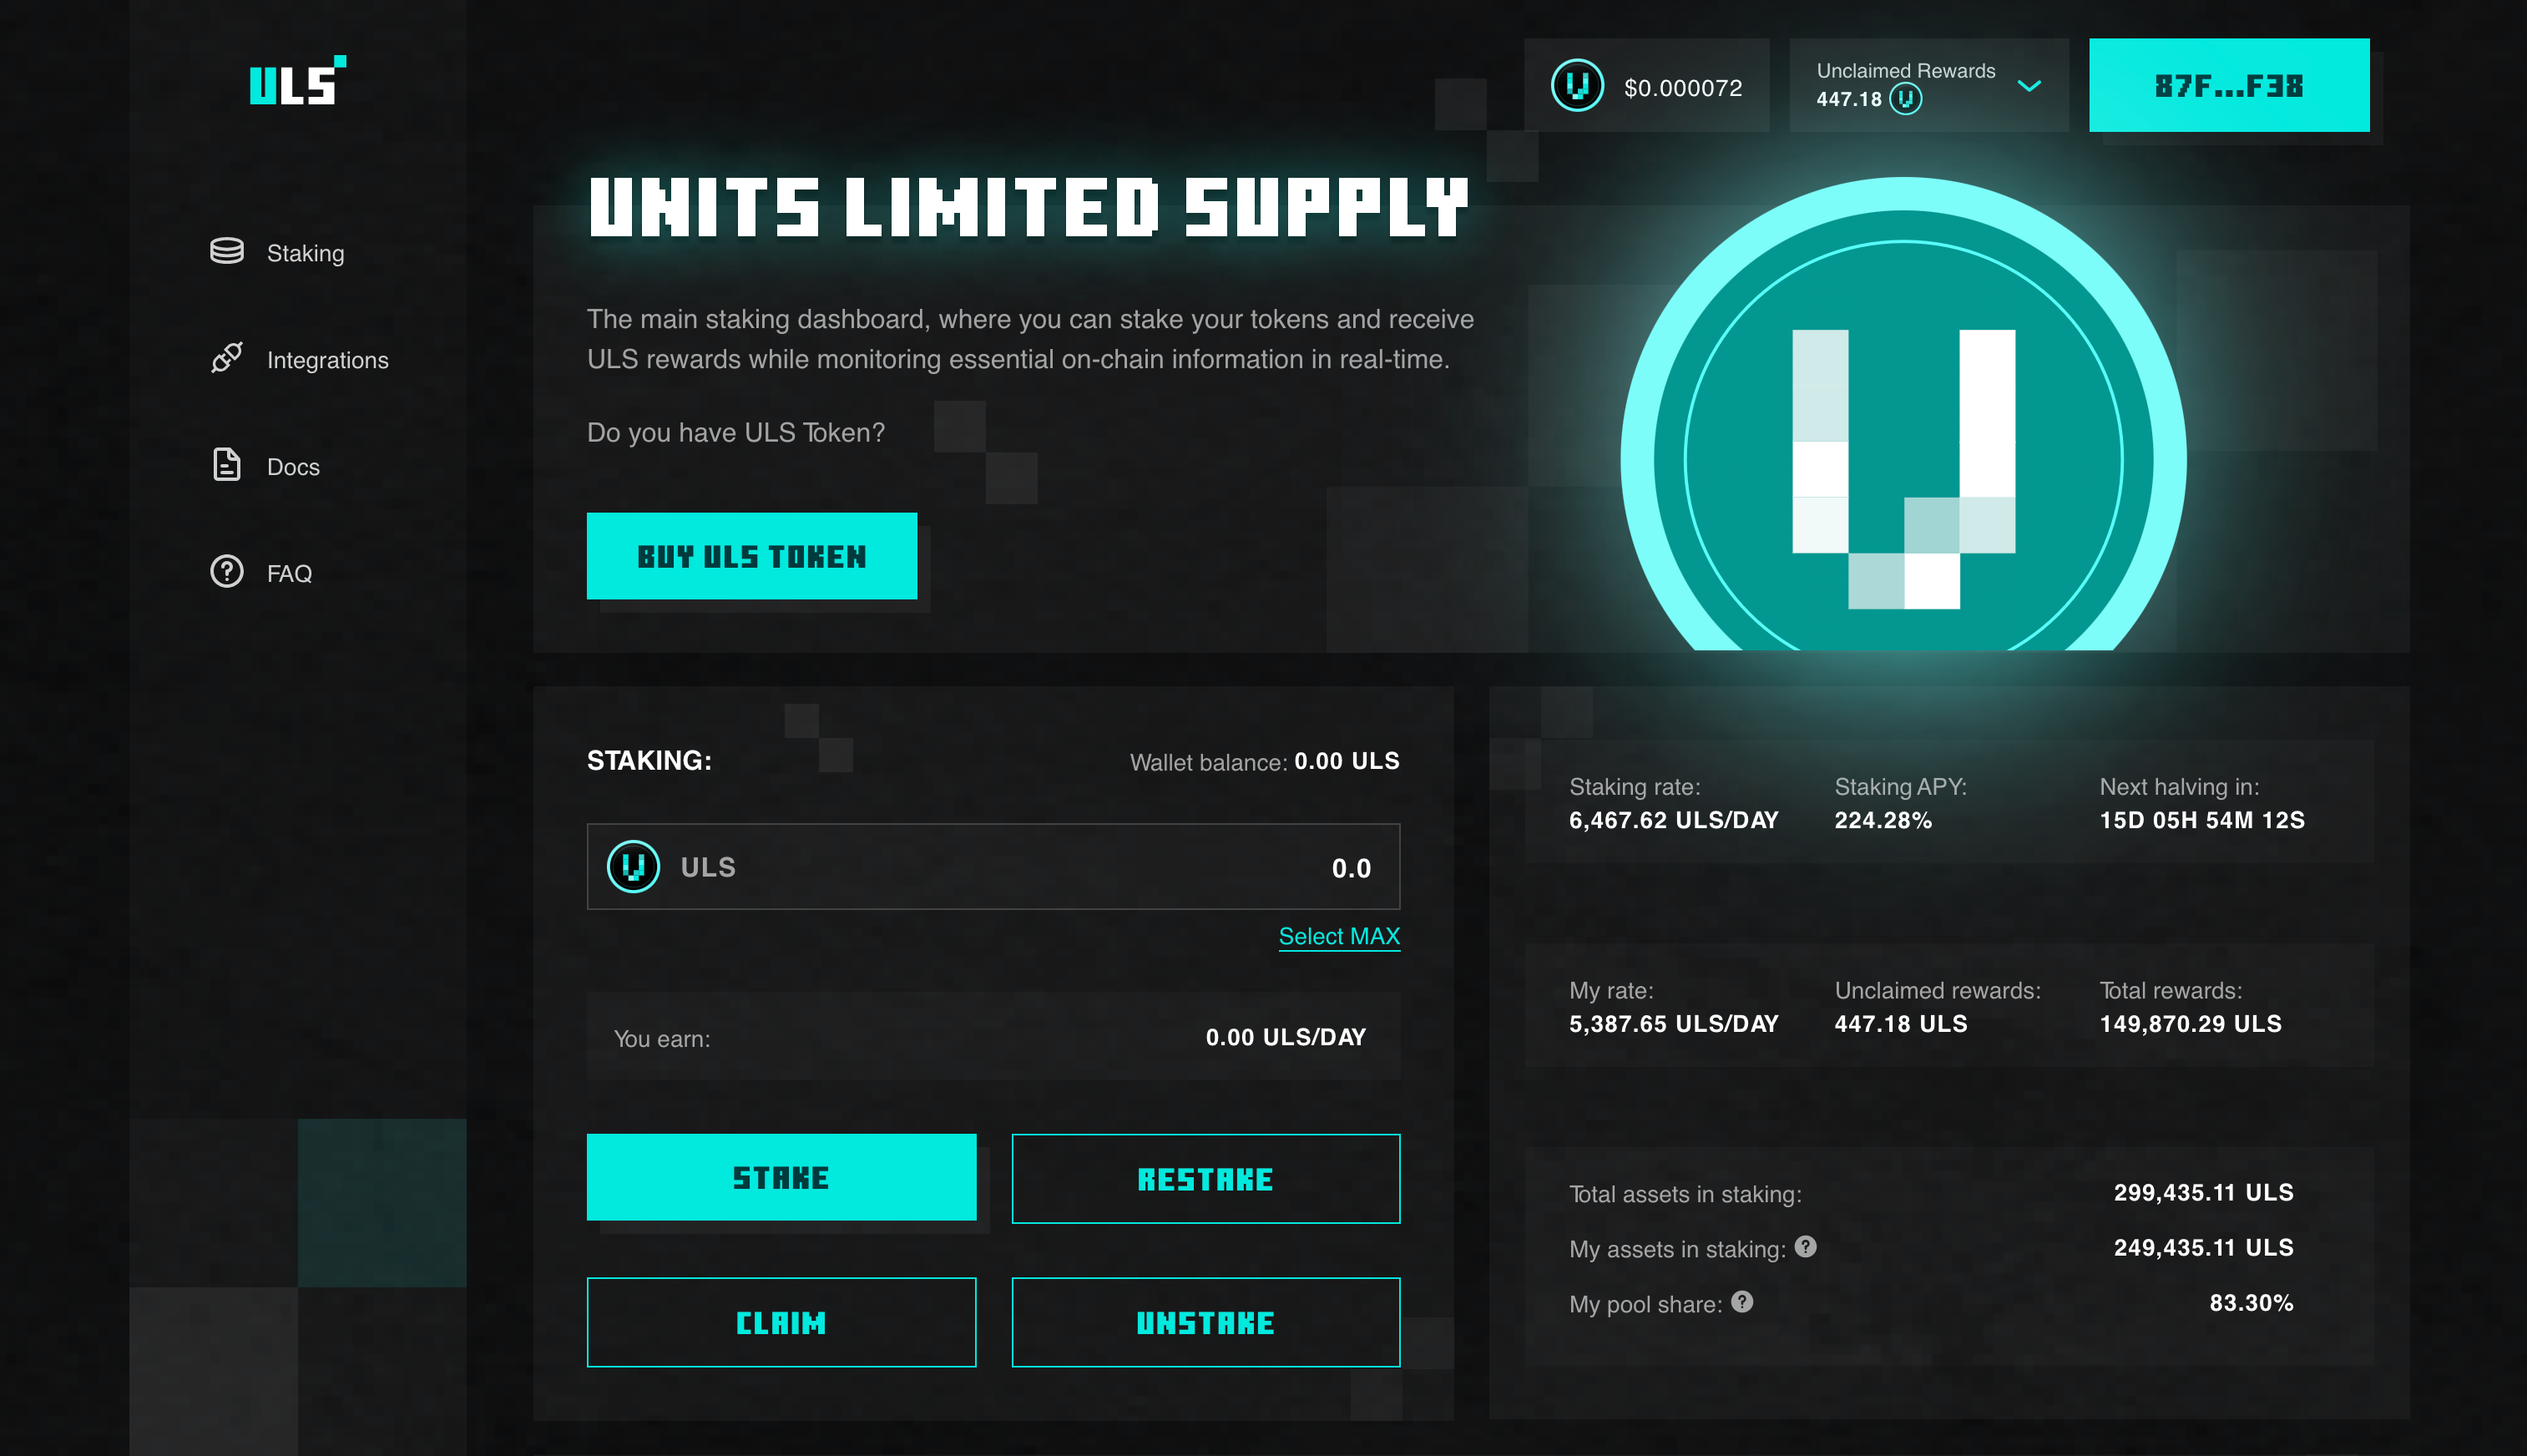 ULS
$0.000072
Unclaimed Rewards
447.18
87F...F38
Staking
Integrations
Docs
FAQ
UNITS LIMITED SUPPLY
The main staking dashboard, where you can stake your tokens and receive
ULS rewards while monitoring essential on-chain information in real-time.
Do you have ULS Token?
BUY ULS TOKEN
STAKING:
Wallet balance: 0.00 ULS
ULS
0.0
Select MAX
You earn:
0.00 ULS/DAY
STAKE
RESTAKE
CLAIM
UNSTAKE
Staking rate:
6,467.62 ULS/DAY
Staking APY:
224.28%
Next halving in:
15D 05H 54M 12S
My rate:
5,387.65 ULS/DAY
Unclaimed rewards:
447.18 ULS
Total rewards:
149,870.29 ULS
Total assets in staking:
299,435.11 ULS
My assets in staking: ?
249,435.11 ULS
My pool share: ?
83.30%